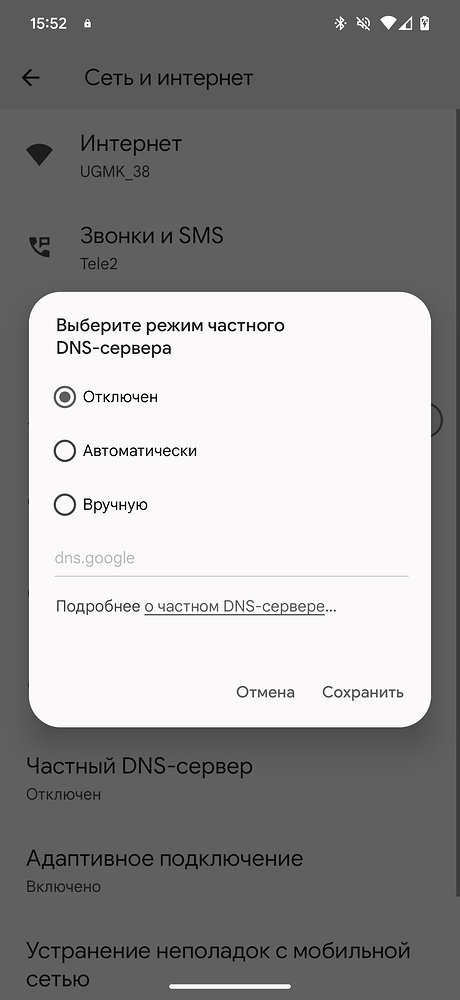 15:52
Сеть и интернет
Интернет
UGMK_38
Звонки и SMS
Tele2
Выберите режим частного
DNS-сервера
Отключен
Автоматически
Вручную
dns.google
Подробнее о частном DNS-сервере...
Отмена
Сохранить
Частный DNS-сервер
Отключен
Адаптивное подключение
Включено
Устранение неполадок с мобильной
сетью